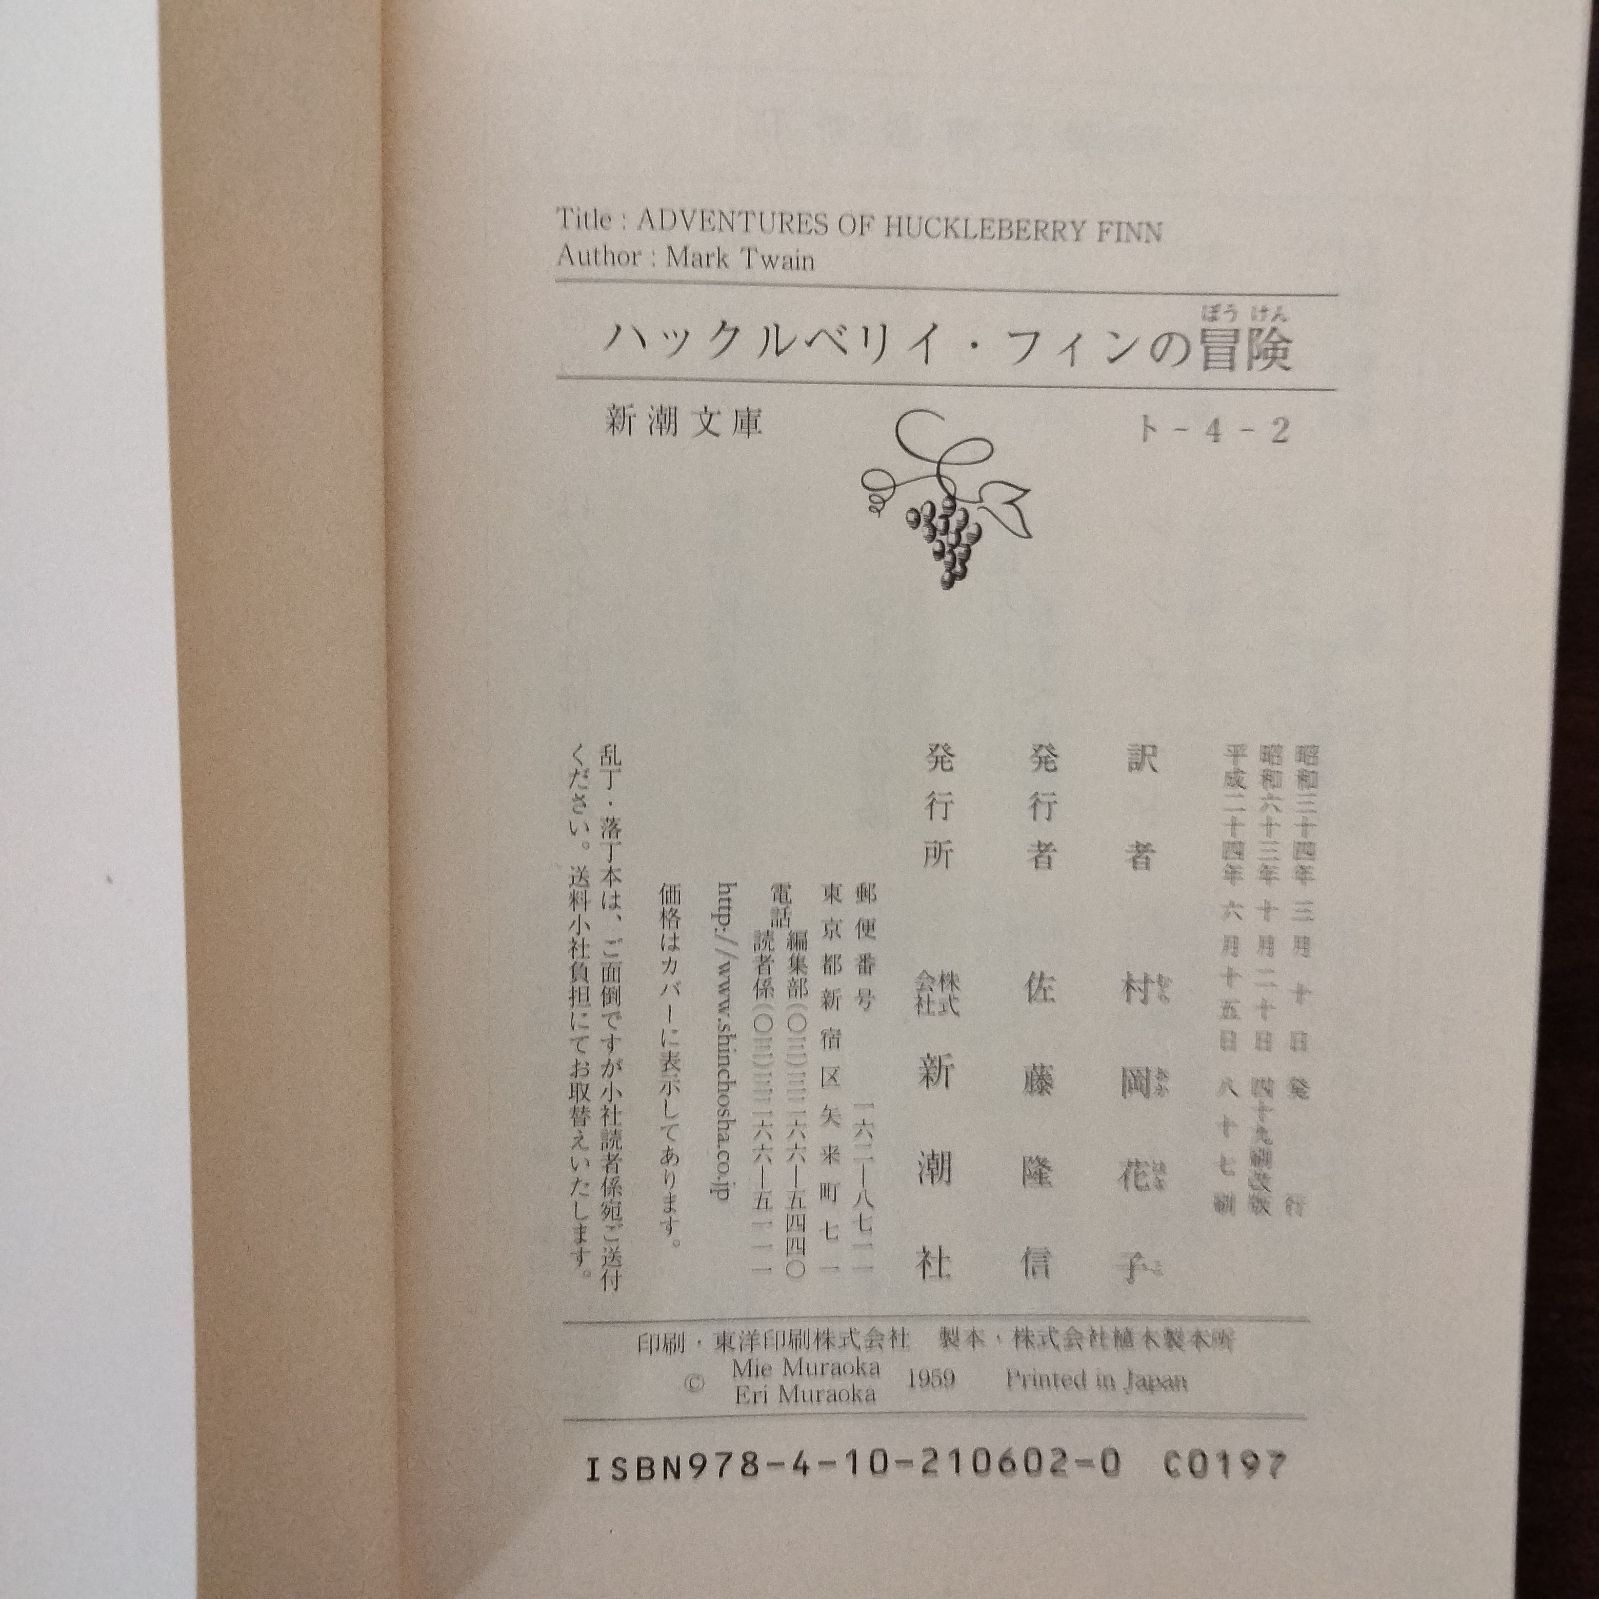 Title : ADVENTURES OF HUCKLEBERRY FINN
Author : Mark Twain
ぼうけん
ハックルベリイ・フィンの冒険
新潮文庫
ト-4-2
昭和三十四年三月十日発行
昭和六十三年十月二十日四十九刷改版
平成二十四年六月十五日八十七刷
訳者 村岡花子
むらおかはなこ
発行者 佐藤隆信
発行所 株式会社 新潮社
郵便番号 一六二―八七一一
東京都新宿区矢来町七一
電話 編集部(〇三)三二六六―五四四〇
読者係(〇三)三二六六―五一一一
http://www.shinchosha.co.jp
価格はカバーに表示してあります。
乱丁・落丁本は、ご面倒ですが小社読者係宛ご送付
ください。送料小社負担にてお取替えいたします。
印刷・東洋印刷株式会社 製本・株式会社植木製本所
© Mie Muraoka
Eri Muraoka 1959 Printed in Japan
ISBN978-4-10-210602-0 C0197